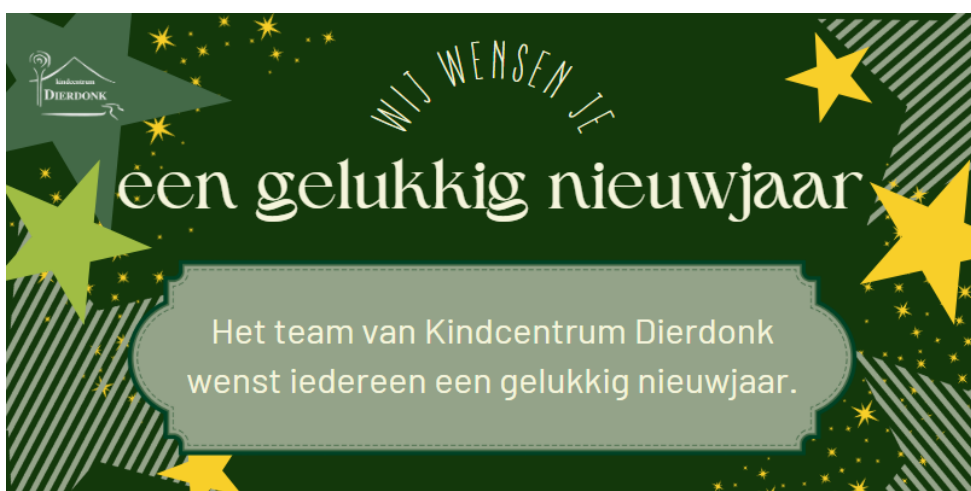 kindcentrum
DIERDONK
WIJ WENSEN JE
een gelukkig nieuwjaar
Het team van Kindcentrum Dierdonk
wenst iedereen een gelukkig nieuwjaar.